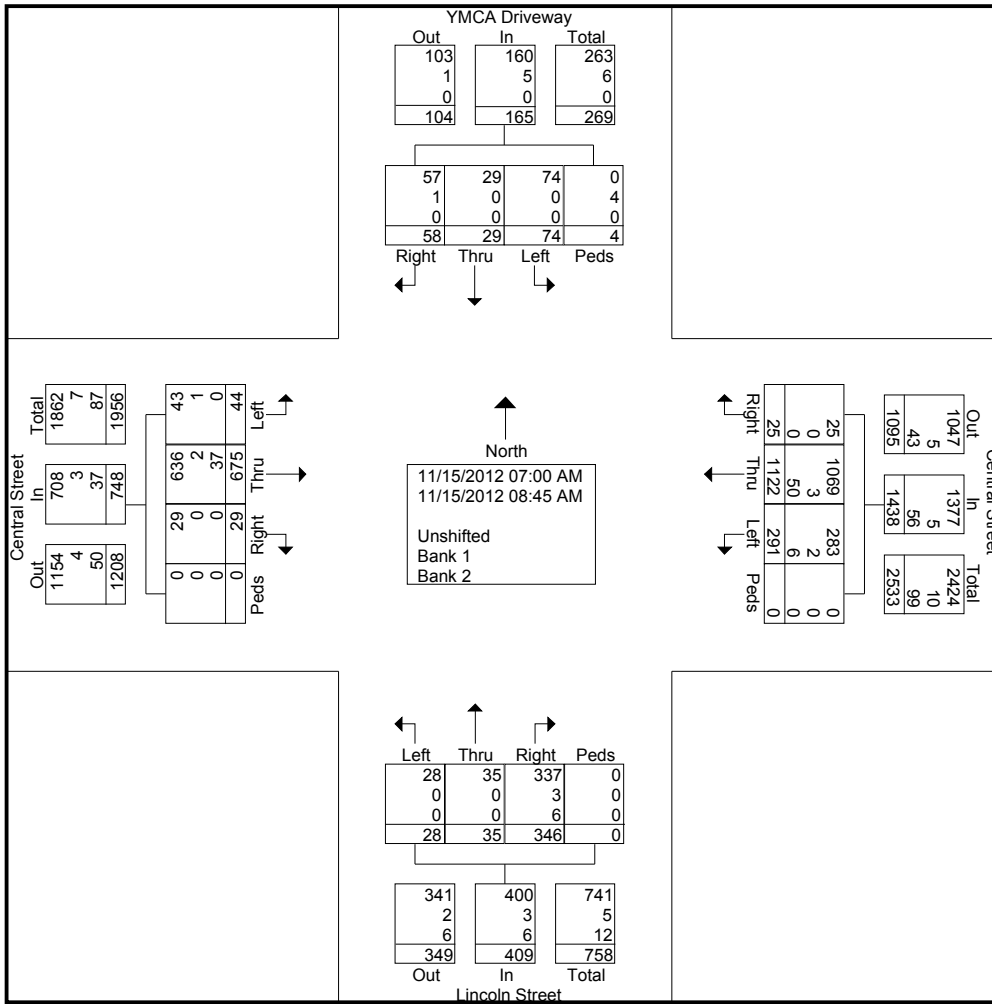 YMCA Driveway
Out In Total
103 160 263
1 5 6
0 0 0
104 165 269
57 29 74 0
1 0 0 4
0 0 0 0
58 29 74 4
Right Thru Left Peds
Central Street
Total In Out
1862 708 1154
7 3 4
87 37 50
1956 748 1208
43 636 29 0
1 2 0 0
0 37 0 0
44 675 29 0
Left Thru Right Peds
North
11/15/2012 07:00 AM
11/15/2012 08:45 AM
Unshifted
Bank 1
Bank 2
Right Thru Left Peds
25 1069 283 0
0 3 2 0
0 50 6 0
25 1122 291 0
Out In Total
1047 1377 2424
5 5 10
43 56 99
1095 1438 2533
Central Street
Left Thru Right Peds
28 35 337 0
0 0 3 0
0 0 6 0
28 35 346 0
341 400 741
2 3 5
6 6 12
349 409 758
Out In Total
Lincoln Street